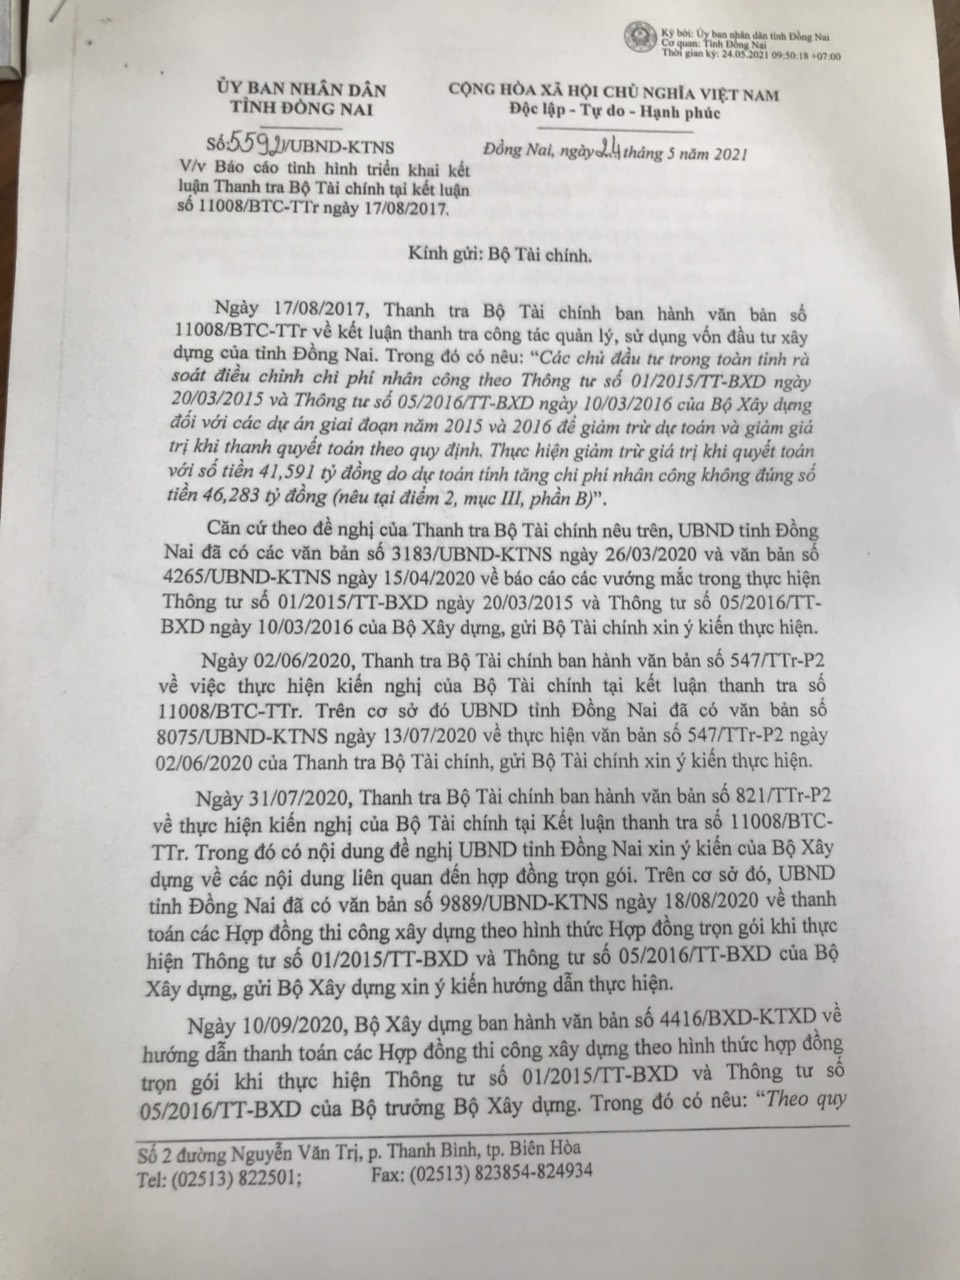 Ký bởi: Ủy ban nhân dân tỉnh Đồng Nai
Cơ quan: Tỉnh Đồng Nai
Thời gian ký: 24.05.2021 09:50:18 +07:00
ỦY BAN NHÂN DÂN
TỈNH ĐỒNG NAI
CỘNG HÒA XÃ HỘI CHỦ NGHĨA VIỆT NAM
Độc lập - Tự do - Hạnh phúc
Số:5592/UBND-KTNS
Đồng Nai, ngày 24 tháng 5 năm 2021
V/v Báo cáo tình hình triển khai kết
luận Thanh tra Bộ Tài chính tại kết luận
số 11008/BTC-TTr ngày 17/08/2017.
Kính gửi: Bộ Tài chính.
Ngày 17/08/2017, Thanh tra Bộ Tài chính ban hành văn bản số
11008/BTC-TTr về kết luận thanh tra công tác quản lý, sử dụng vốn đầu tư xây
dựng của tỉnh Đồng Nai. Trong đó có nêu: “Các chủ đầu tư trong toàn tỉnh rà
soát điều chỉnh chi phí nhân công theo Thông tư số 01/2015/TT-BXD ngày
20/03/2015 và Thông tư số 05/2016/TT-BXD ngày 10/03/2016 của Bộ Xây dựng
đối với các dự án giai đoạn năm 2015 và 2016 để giảm trừ dự toán và giảm giá
trị khi thanh quyết toán theo quy định. Thực hiện giảm trừ giá trị khi quyết toán
với số tiền 41,591 tỷ đồng do dự toán tính tăng chi phí nhân công không đúng số
tiền 46,283 tỷ đồng (nêu tại điểm 2, mục III, phần B)”.
Căn cứ theo đề nghị của Thanh tra Bộ Tài chính nêu trên, UBND tỉnh Đồng
Nai đã có các văn bản số 3183/UBND-KTNS ngày 26/03/2020 và văn bản số
4265/UBND-KTNS ngày 15/04/2020 về báo cáo các vướng mắc trong thực hiện
Thông tư số 01/2015/TT-BXD ngày 20/03/2015 và Thông tư số 05/2016/TT-
BXD ngày 10/03/2016 của Bộ Xây dựng, gửi Bộ Tài chính xin ý kiến thực hiện.
Ngày 02/06/2020, Thanh tra Bộ Tài chính ban hành văn bản số 547/TTr-P2
về việc thực hiện kiến nghị của Bộ Tài chính tại kết luận thanh tra số
11008/BTC-TTr. Trên cơ sở đó UBND tỉnh Đồng Nai đã có văn bản số
8075/UBND-KTNS ngày 13/07/2020 về thực hiện văn bản số 547/TTr-P2 ngày
02/06/2020 của Thanh tra Bộ Tài chính, gửi Bộ Tài chính xin ý kiến thực hiện.
Ngày 31/07/2020, Thanh tra Bộ Tài chính ban hành văn bản số 821/TTr-P2
về thực hiện kiến nghị của Bộ Tài chính tại Kết luận thanh tra số 11008/BTC-
TTr. Trong đó có nội dung đề nghị UBND tỉnh Đồng Nai xin ý kiến của Bộ Xây
dựng về các nội dung liên quan đến hợp đồng trọn gói. Trên cơ sở đó, UBND
tỉnh Đồng Nai đã có văn bản số 9889/UBND-KTNS ngày 18/08/2020 về thanh
toán các Hợp đồng thi công xây dựng theo hình thức Hợp đồng trọn gói khi thực
hiện Thông tư số 01/2015/TT-BXD và Thông tư số 05/2016/TT-BXD của Bộ
Xây dựng, gửi Bộ Xây dựng xin ý kiến hướng dẫn thực hiện.
Ngày 10/09/2020, Bộ Xây dựng ban hành văn bản số 4416/BXD-KTXD về
hướng dẫn thanh toán các Hợp đồng thi công xây dựng theo hình thức hợp đồng
trọn gói khi thực hiện Thông tư số 01/2015/TT-BXD và Thông tư số
05/2016/TT-BXD của Bộ trưởng Bộ Xây dựng. Trong đó có nêu: “Theo quy
Số 2 đường Nguyễn Văn Trị, p. Thanh Bình, tp. Biên Hòa
Tel: (02513) 822501; Fax: (02513) 823854-824934